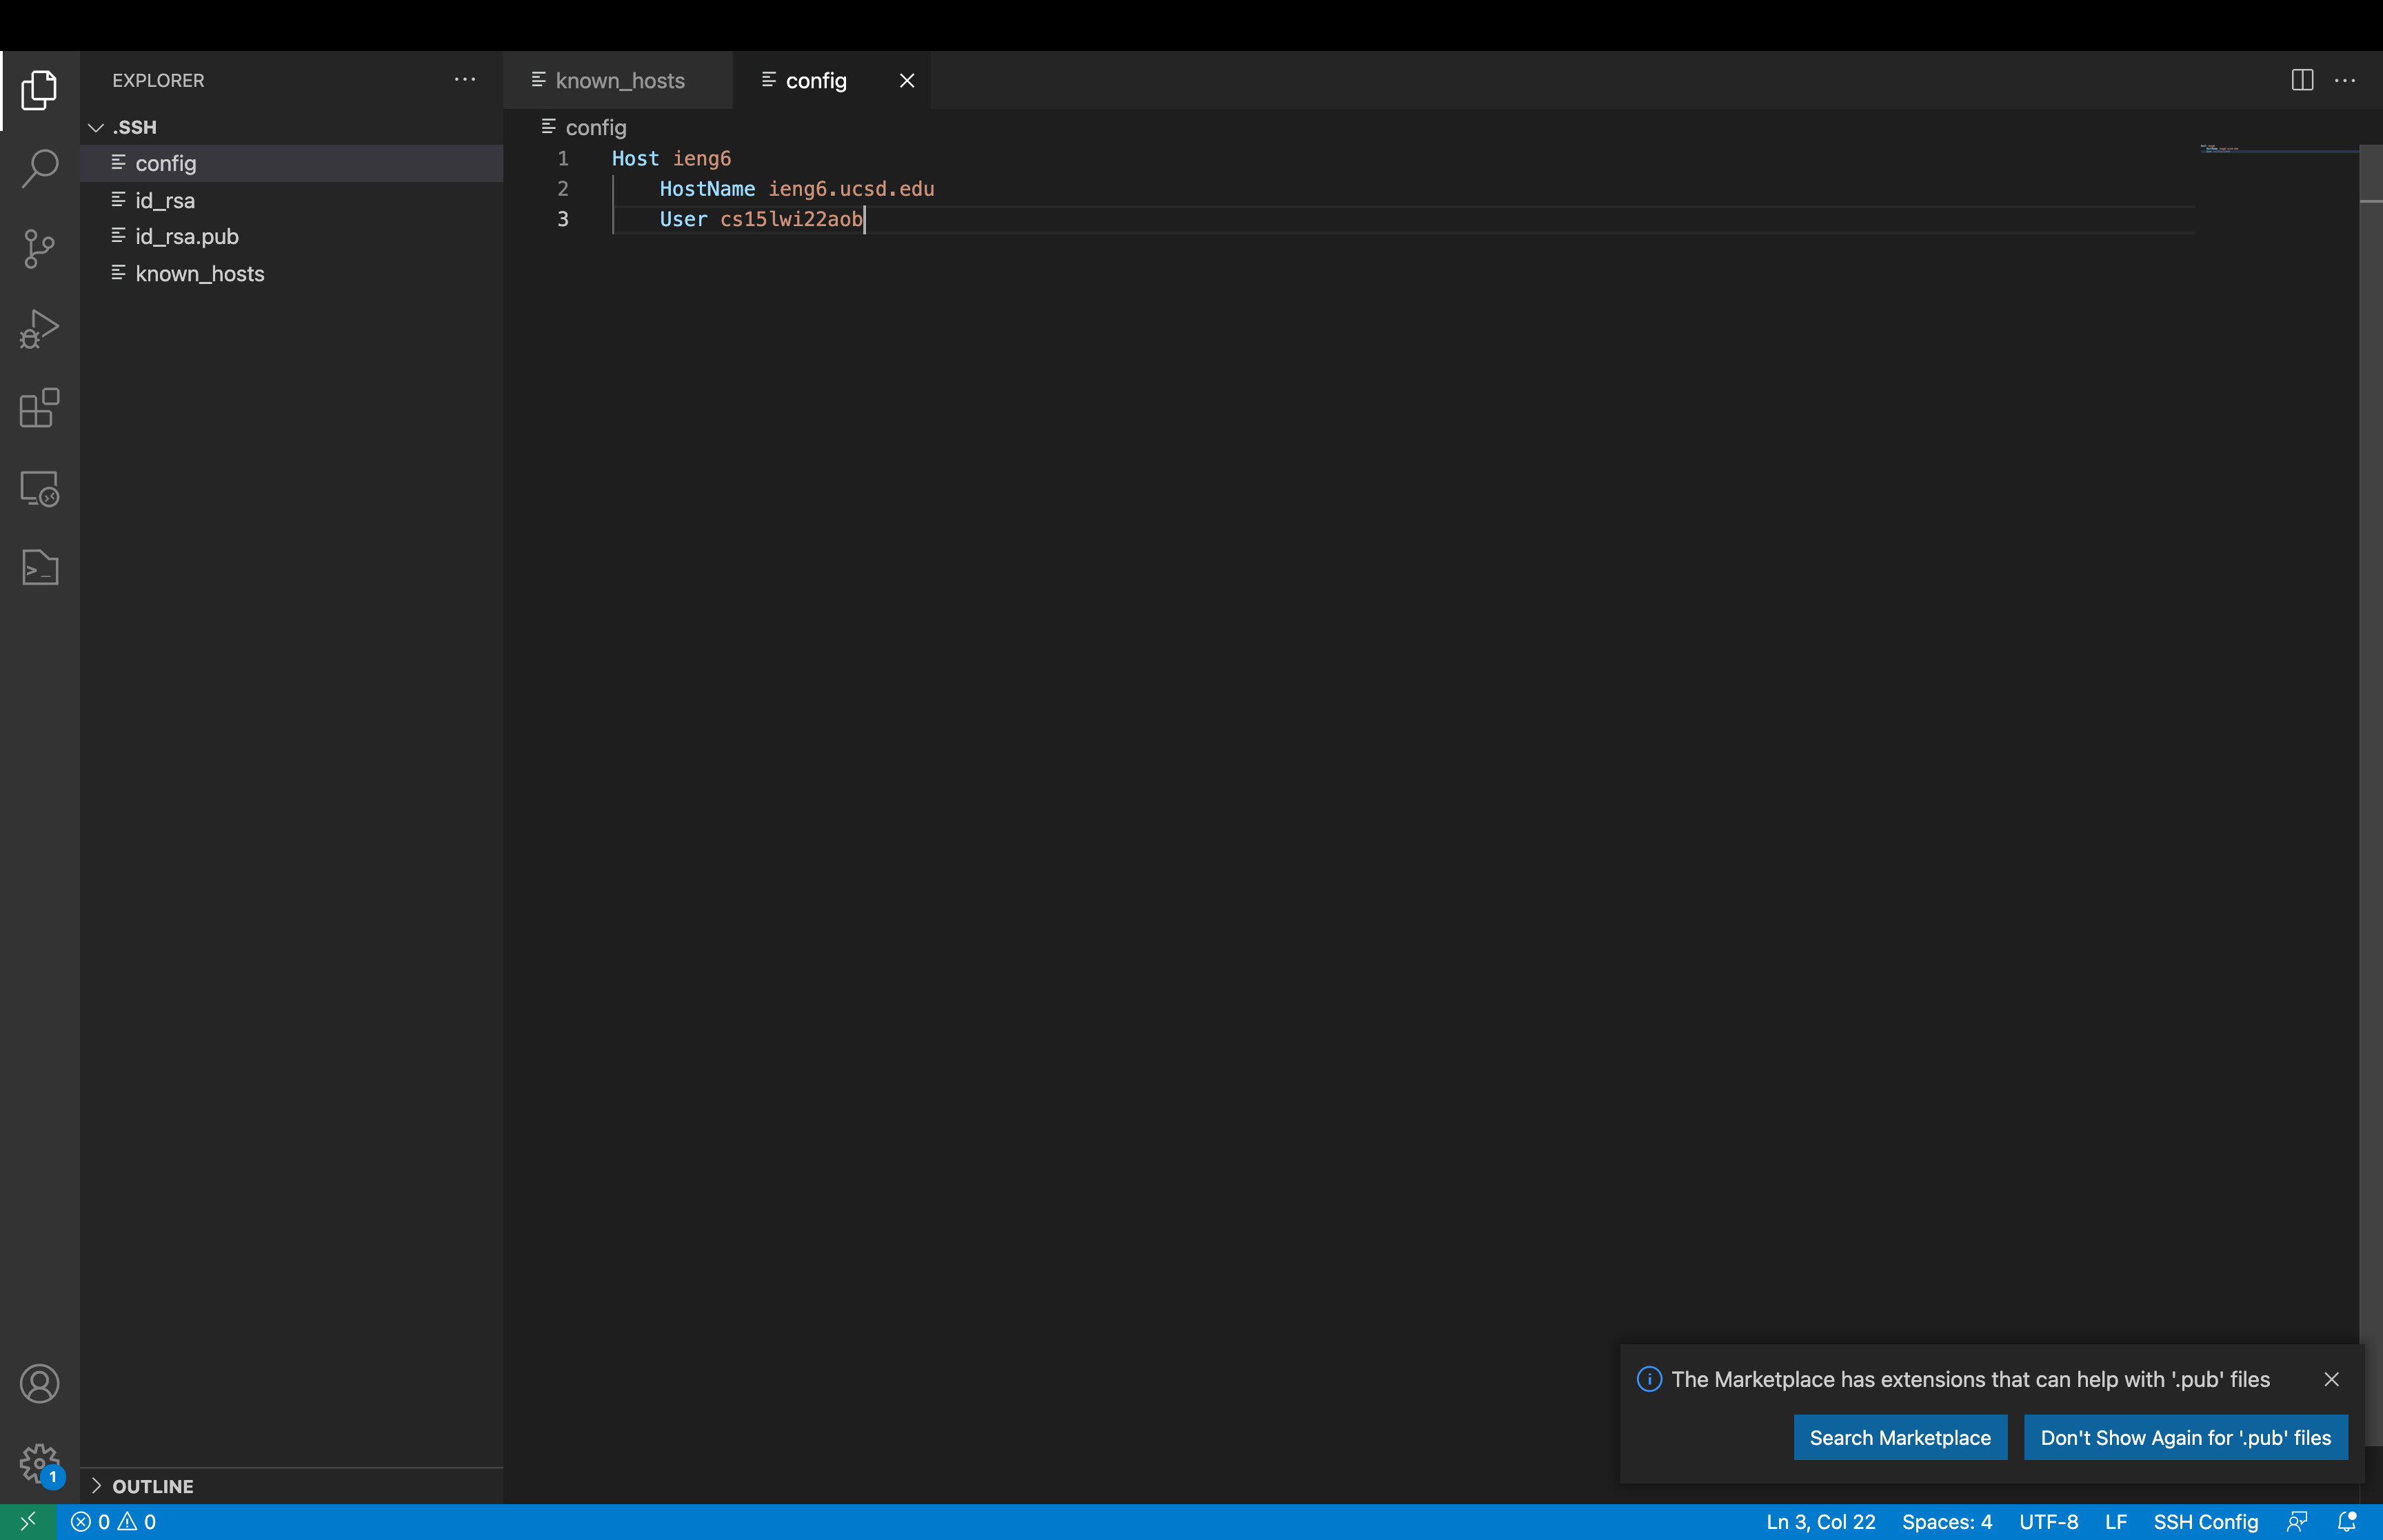 EXPLORER
.SSH
config
id_rsa
id_rsa.pub
known_hosts
OUTLINE
known_hosts
config
config
1 Host ieng6
2 HostName ieng6.ucsd.edu
3 User cs15lwi22aob
The Marketplace has extensions that can help with '.pub' files
Search Marketplace
Don't Show Again for '.pub' files
1
0 0
Ln 3, Col 22
Spaces: 4
UTF-8
LF
SSH Config